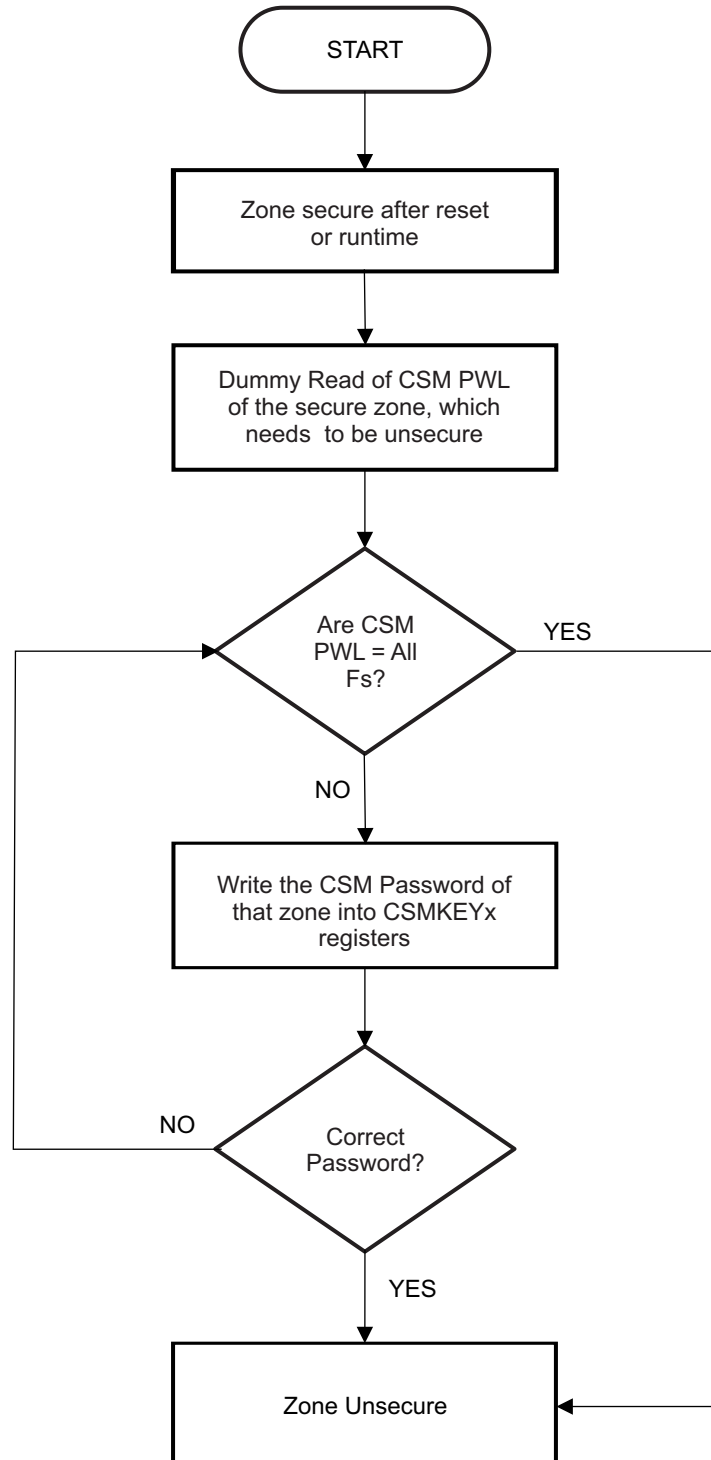 START
Zone secure after reset
or runtime
Dummy Read of CSM PWL
of the secure zone, which
needs to be unsecure
Are CSM
PWL = All
Fs?
YES
NO
Write the CSM Password of
that zone into CSMKEYx
registers
Correct
Password?
NO
YES
Zone Unsecure